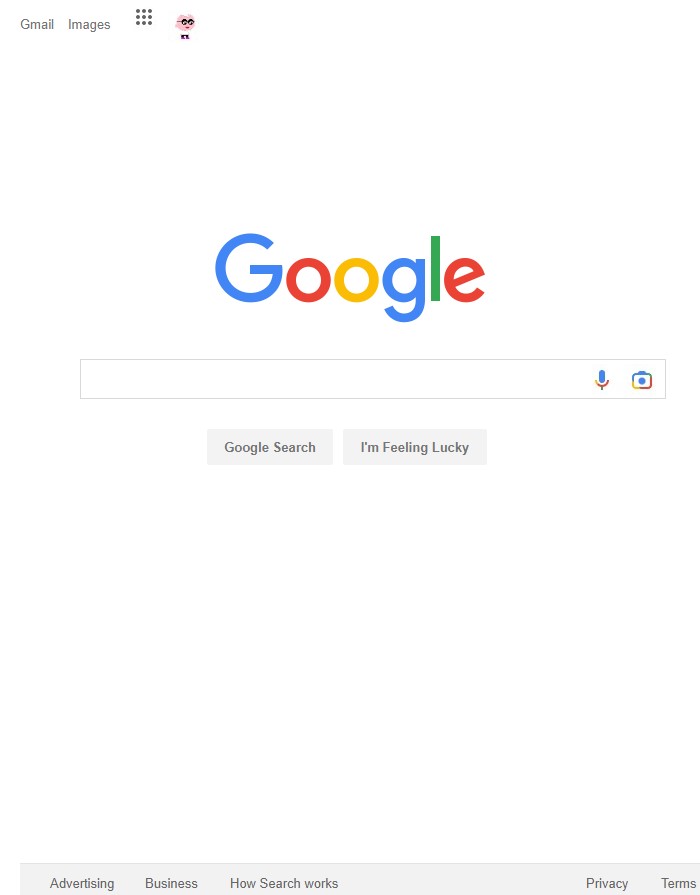 Gmail Images
Google
Google Search I'm Feeling Lucky
Advertising Business How Search works Privacy Terms